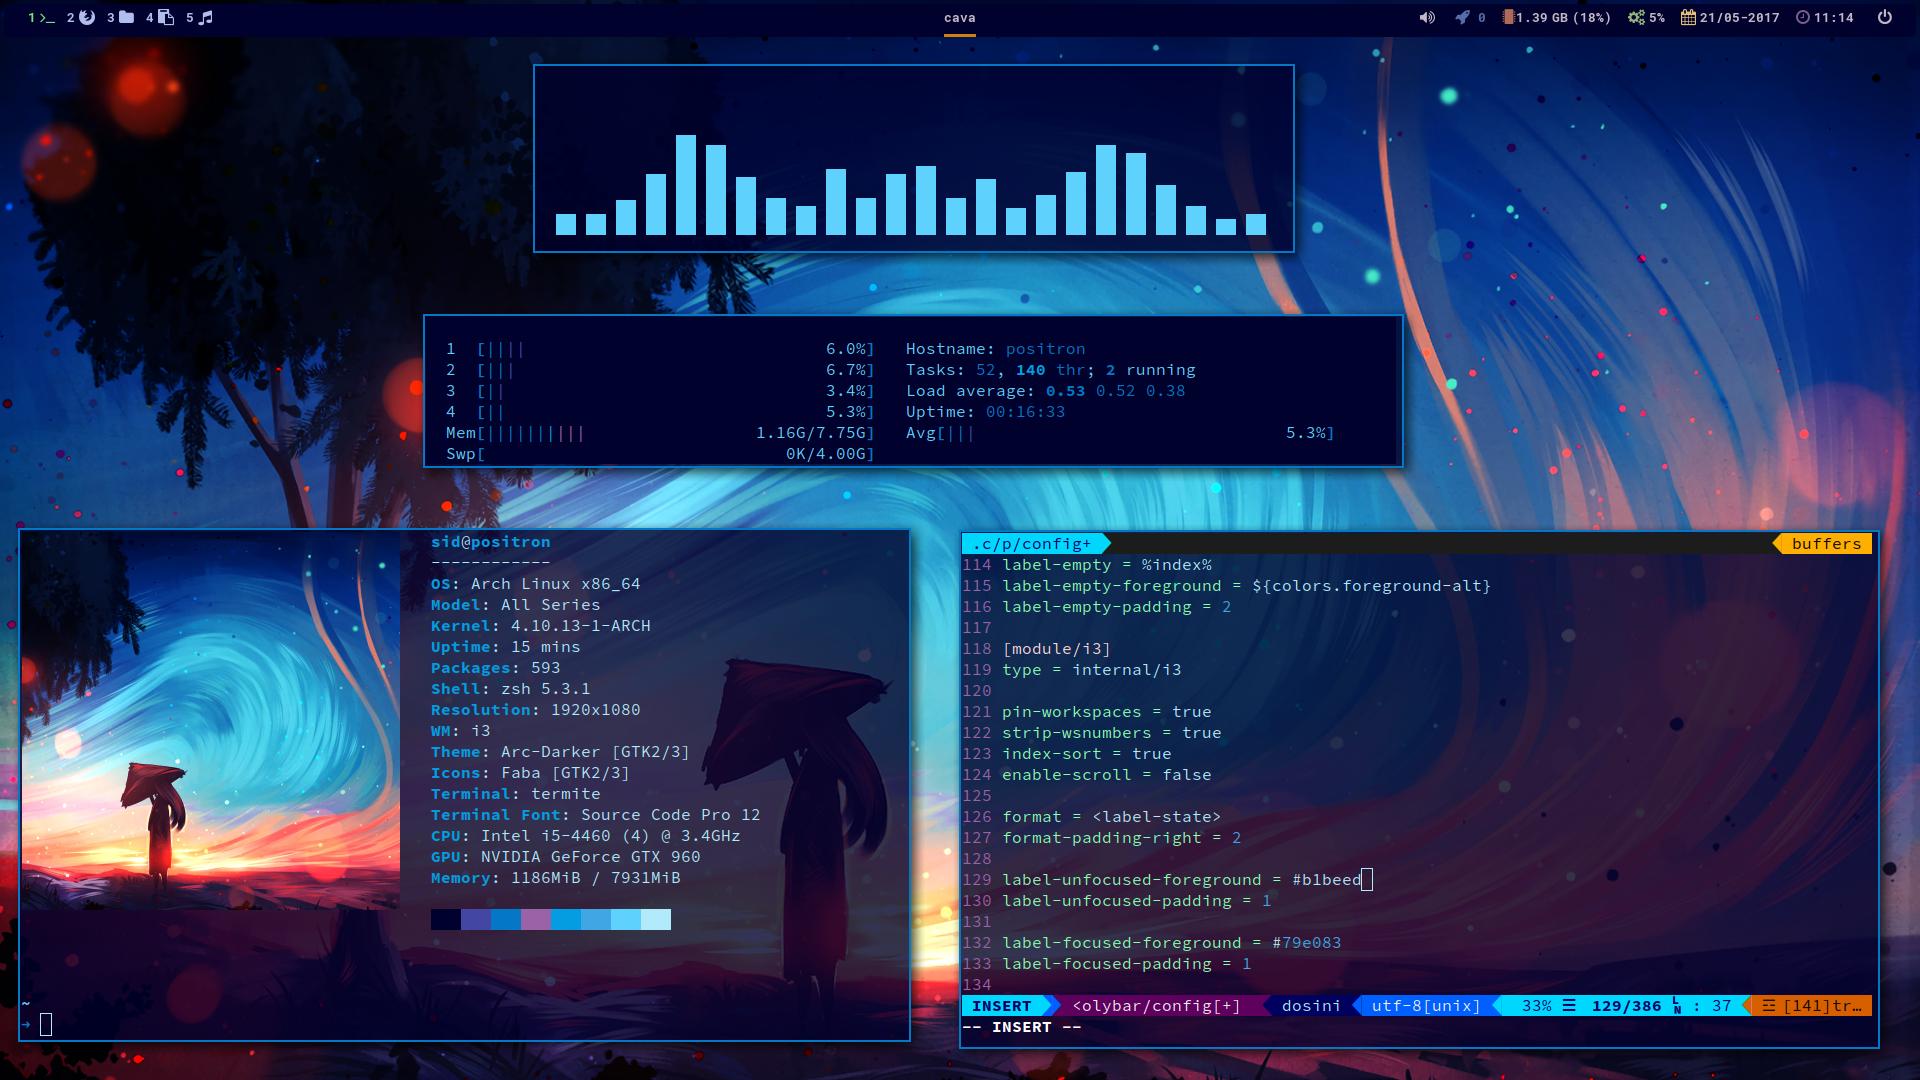 1 >_ 2 3 4 5 cava 0 1.39 GB (18%) 5% 21/05-2017 11:14
1 [|||| 6.0%] Hostname: positron
2 [||| 6.7%] Tasks: 52, 140 thr; 2 running
3 [|| 3.4%] Load average: 0.53 0.52 0.38
4 [|| 5.3%] Uptime: 00:16:33
Mem[|||||||||| 1.16G/7.75G] Avg[||| 5.3%]
Swp[ 0K/4.00G]
sid@positron
------------
OS: Arch Linux x86_64
Model: All Series
Kernel: 4.10.13-1-ARCH
Uptime: 15 mins
Packages: 593
Shell: zsh 5.3.1
Resolution: 1920x1080
WM: i3
Theme: Arc-Darker [GTK2/3]
Icons: Faba [GTK2/3]
Terminal: termite
Terminal Font: Source Code Pro 12
CPU: Intel i5-4460 (4) @ 3.4GHz
GPU: NVIDIA GeForce GTX 960
Memory: 1186MiB / 7931MiB
~
→
.c/p/config+ buffers
114 label-empty = %index%
115 label-empty-foreground = ${colors.foreground-alt}
116 label-empty-padding = 2
117
118 [module/i3]
119 type = internal/i3
120
121 pin-workspaces = true
122 strip-wsnumbers = true
123 index-sort = true
124 enable-scroll = false
125
126 format = <label-state>
127 format-padding-right = 2
128
129 label-unfocused-foreground = #b1beed
130 label-unfocused-padding = 1
131
132 label-focused-foreground = #79e083
133 label-focused-padding = 1
134
INSERT <olybar/config[+] dosini utf-8[unix] 33% ☰ 129/386 ␤ : 37 ☲ [141]tr…
-- INSERT --